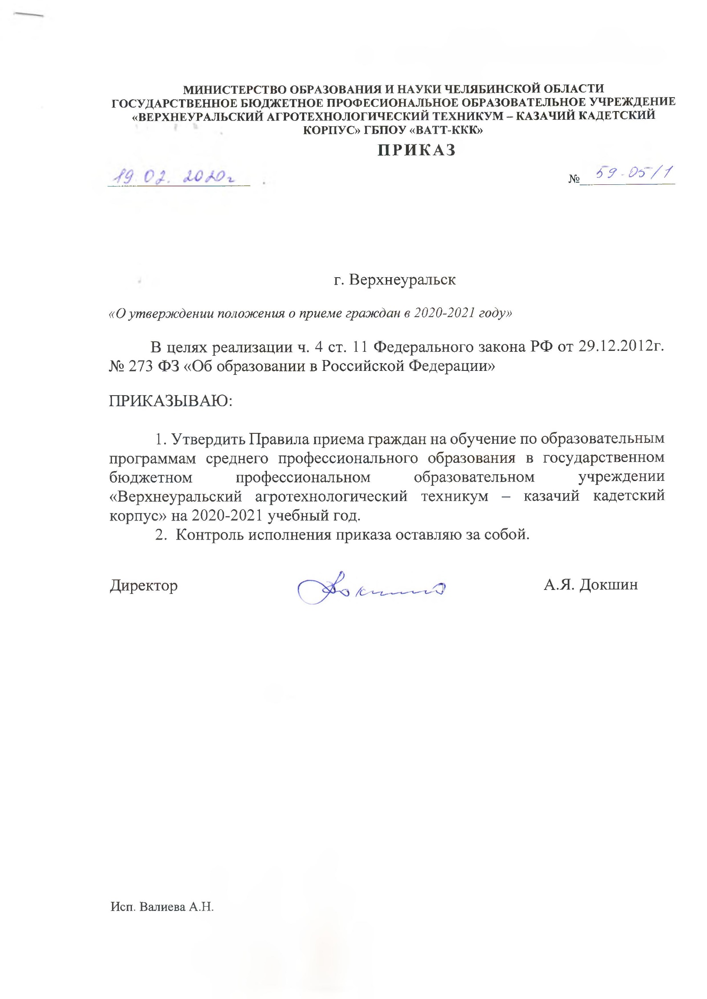 МИНИСТЕРСТВО ОБРАЗОВАНИЯ И НАУКИ ЧЕЛЯБИНСКОЙ ОБЛАСТИ
ГОСУДАРСТВЕННОЕ БЮДЖЕТНОЕ ПРОФЕСИОНАЛЬНОЕ ОБРАЗОВАТЕЛЬНОЕ УЧРЕЖДЕНИЕ
«ВЕРХНЕУРАЛЬСКИЙ АГРОТЕХНОЛОГИЧЕСКИЙ ТЕХНИКУМ – КАЗАЧИЙ КАДЕТСКИЙ
КОРПУС» ГБПОУ «ВАТТ-ККК»
ПРИКАЗ
19.02.2020г № 59-05/1
г. Верхнеуральск
«О утверждении положения о приеме граждан в 2020-2021 году»
В целях реализации ч. 4 ст. 11 Федерального закона РФ от 29.12.2012г.
№ 273 ФЗ «Об образовании в Российской Федерации»
ПРИКАЗЫВАЮ:
1. Утвердить Правила приема граждан на обучение по образовательным
программам среднего профессионального образования в государственном
бюджетном профессиональном образовательном учреждении
«Верхнеуральский агротехнологический техникум – казачий кадетский
корпус» на 2020-2021 учебный год.
2. Контроль исполнения приказа оставляю за собой.
Директор А.Я. Докшин
Исп. Валиева А.Н.